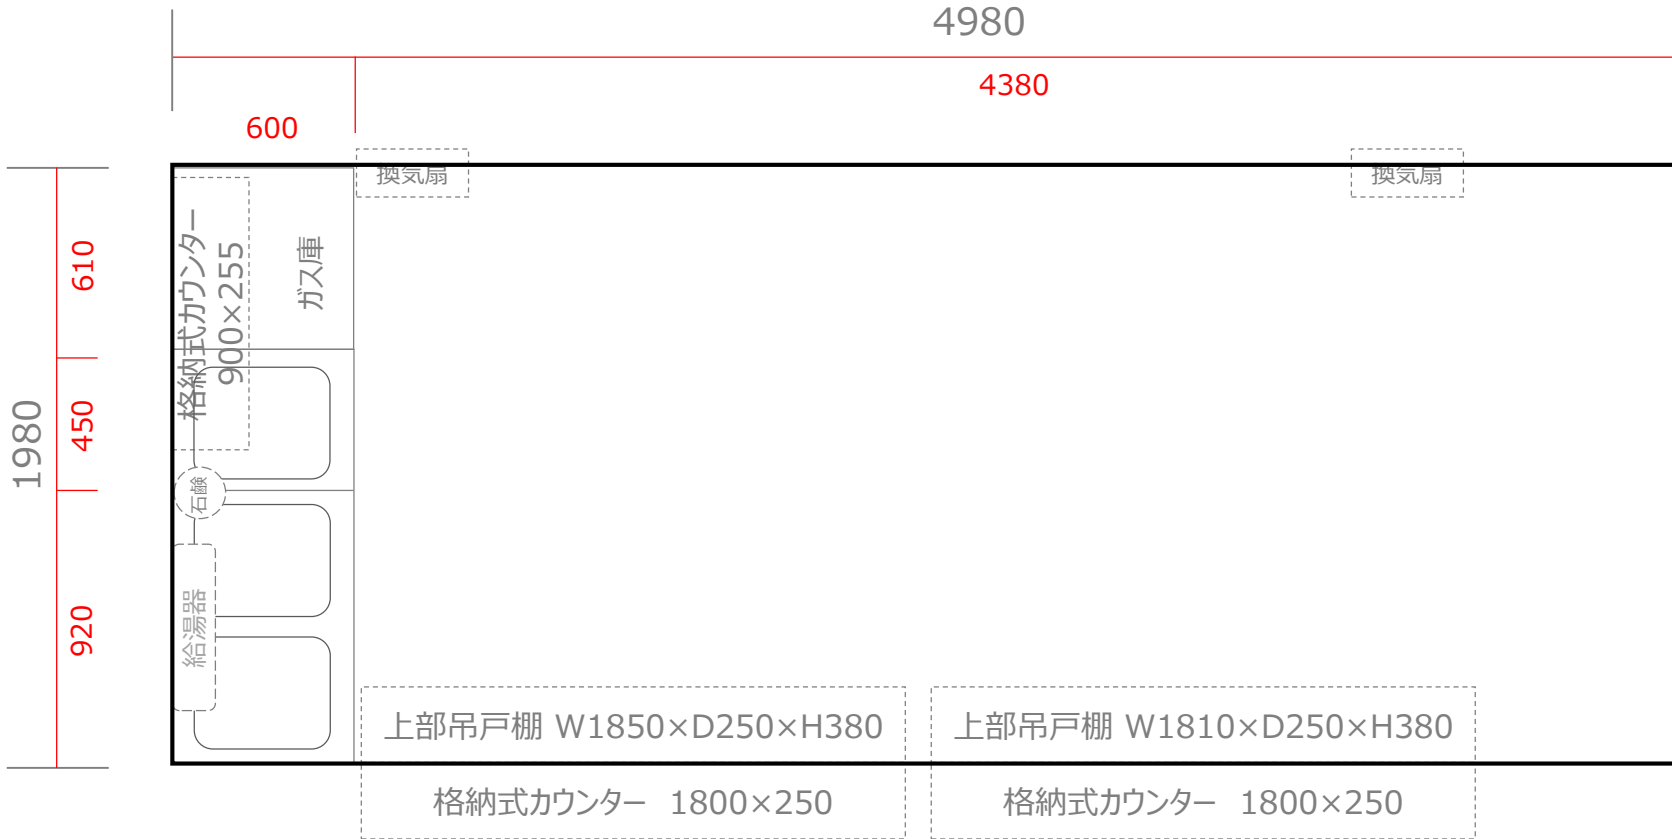 4980
4380
600
換気扇
換気扇
格納式カウンター
900×255
ガス庫
610
450
1980
920
石鹸
給湯器
上部吊戸棚 W1850×D250×H380
上部吊戸棚 W1810×D250×H380
格納式カウンター 1800×250
格納式カウンター 1800×250